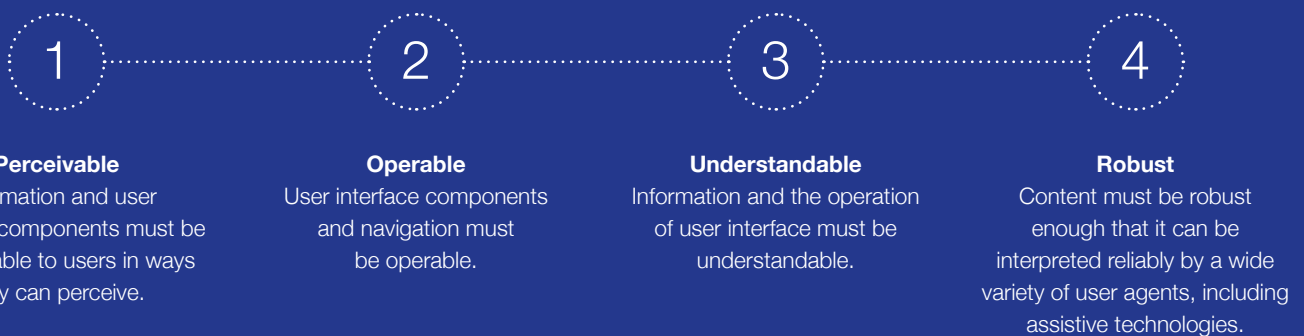 1
2
3
4
Perceivable
mation and user
components must be
able to users in ways
y can perceive.
Operable
User interface components
and navigation must
be operable.
Understandable
Information and the operation
of user interface must be
understandable.
Robust
Content must be robust
enough that it can be
interpreted reliably by a wide
variety of user agents, including
assistive technologies.